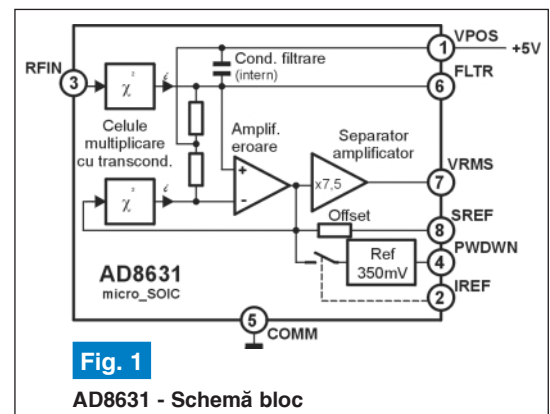 VPOS
1
+5V
Cond. filtrare
(intern)
FLTR
6
RFIN
3
χ²
i
Celule
multiplicare
cu transcond.
Amplif.
eroare
+
-
Separator
amplificator
x7,5
VRMS
7
χ²
i
Offset
SREF
8
Ref
350mV
PWDWN
4
IREF
2
AD8631
micro_SOIC
5
COMM
Fig. 1
AD8631 - Schemă bloc